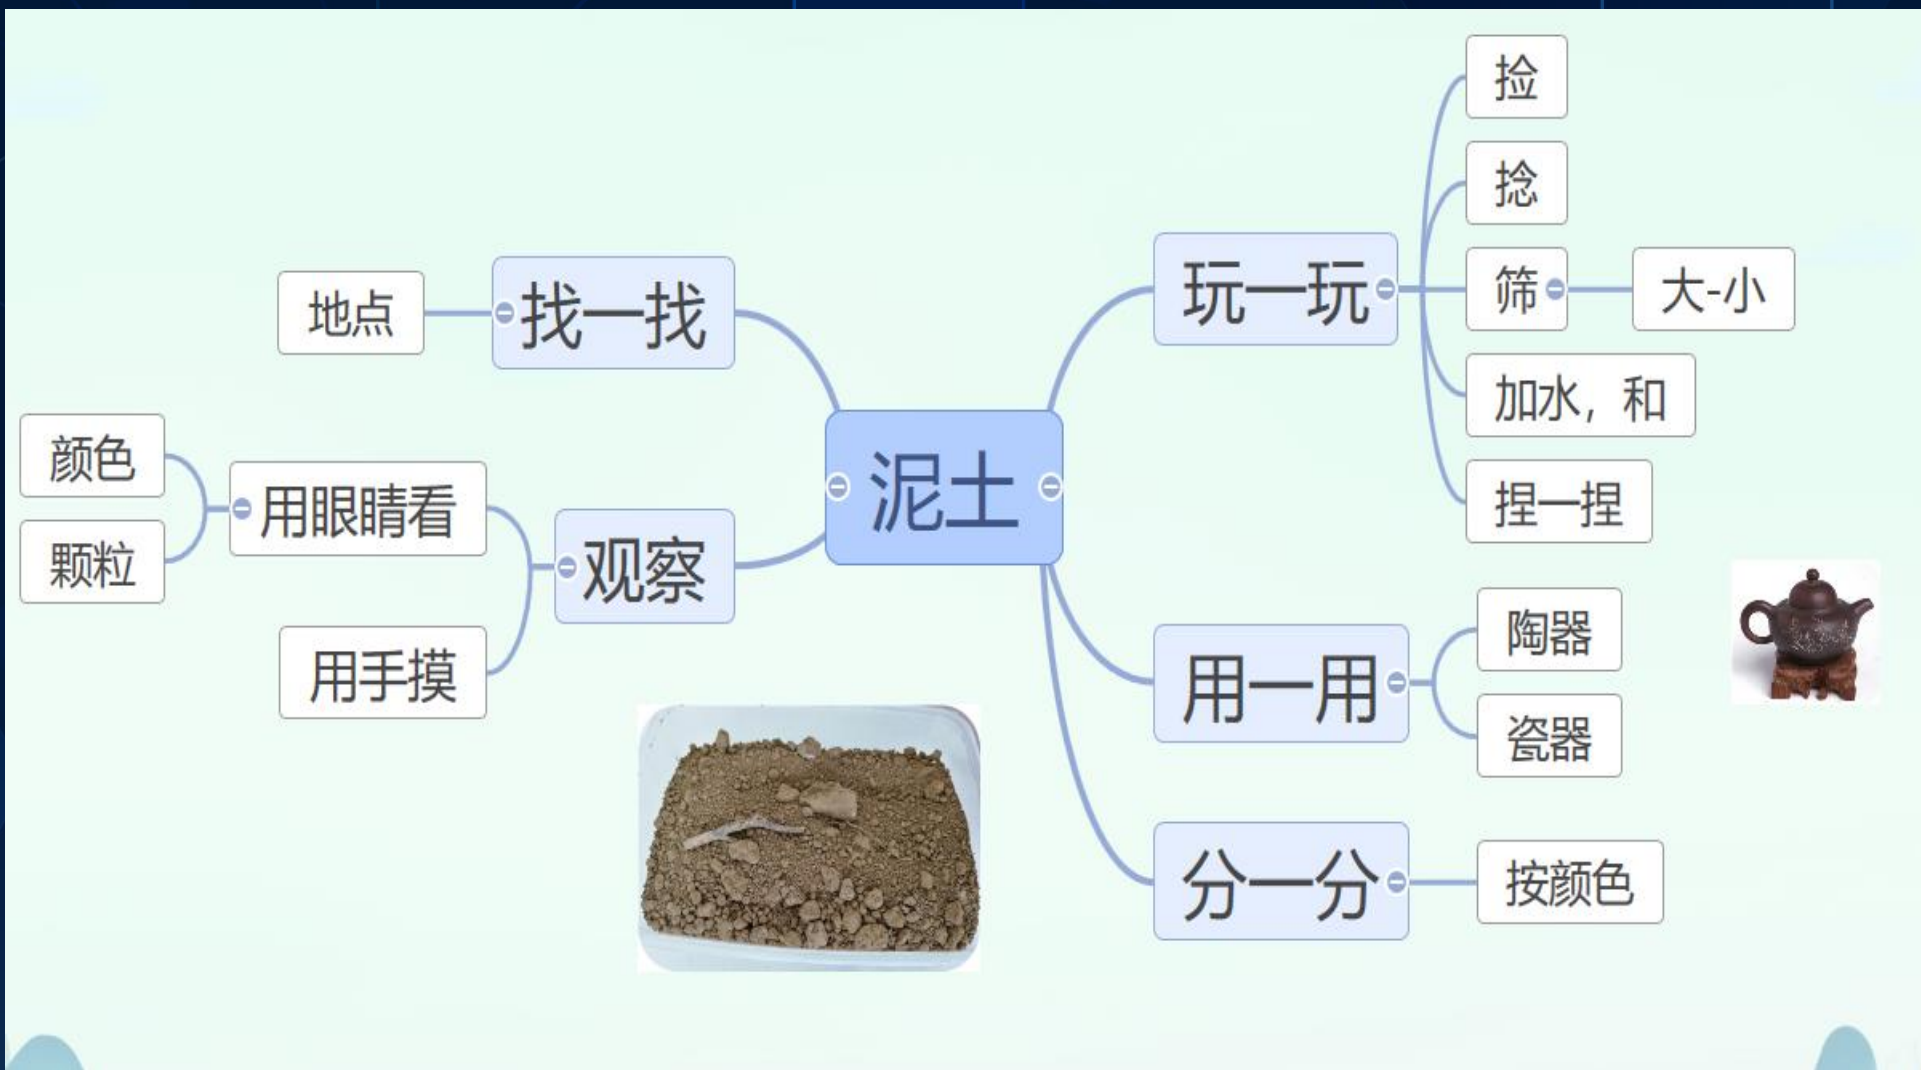 泥土
找一找
地点
观察
用眼睛看
颜色
颗粒
用手摸
玩一玩
捡
捻
筛
大-小
加水，和
捏一捏
用一用
陶器
瓷器
分一分
按颜色